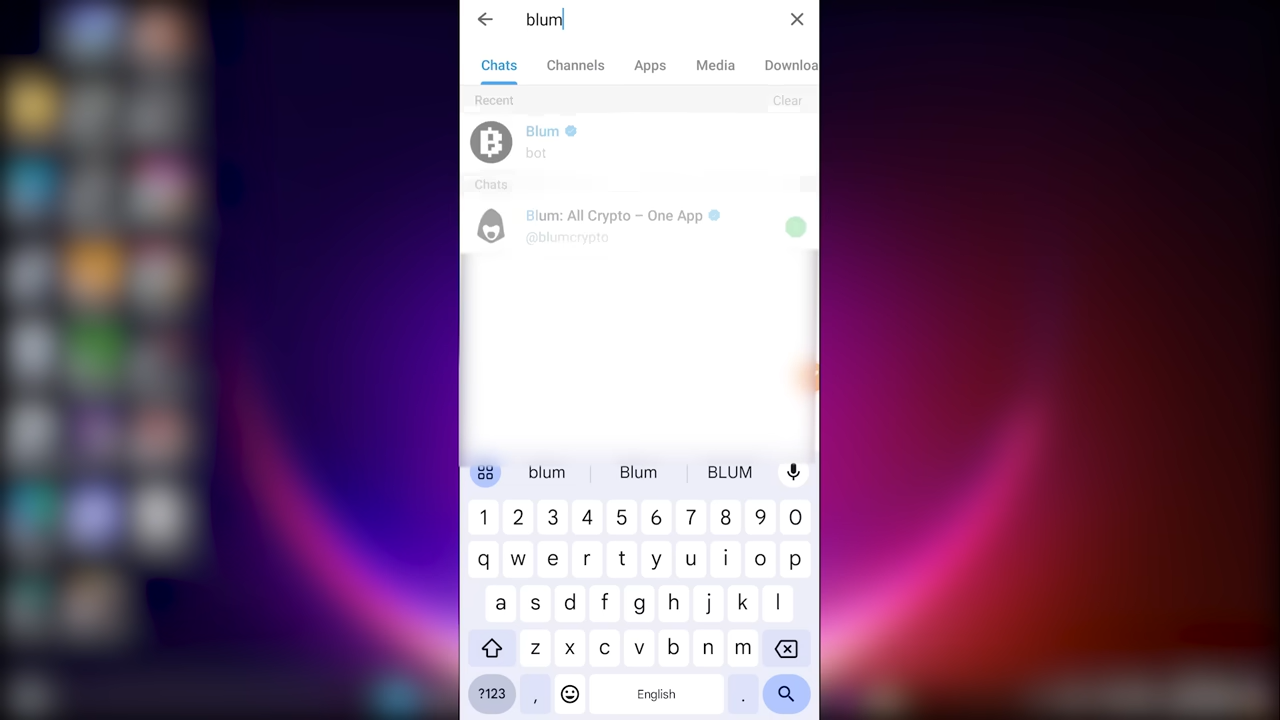 blum
Chats Channels Apps Media Downloa
Recent Clear
Blum
bot
Chats
Blum: All Crypto – One App
@blumcrypto
blum Blum BLUM
1 2 3 4 5 6 7 8 9 0
q w e r t y u i o p
a s d f g h j k l
z x c v b n m
?123 , English .